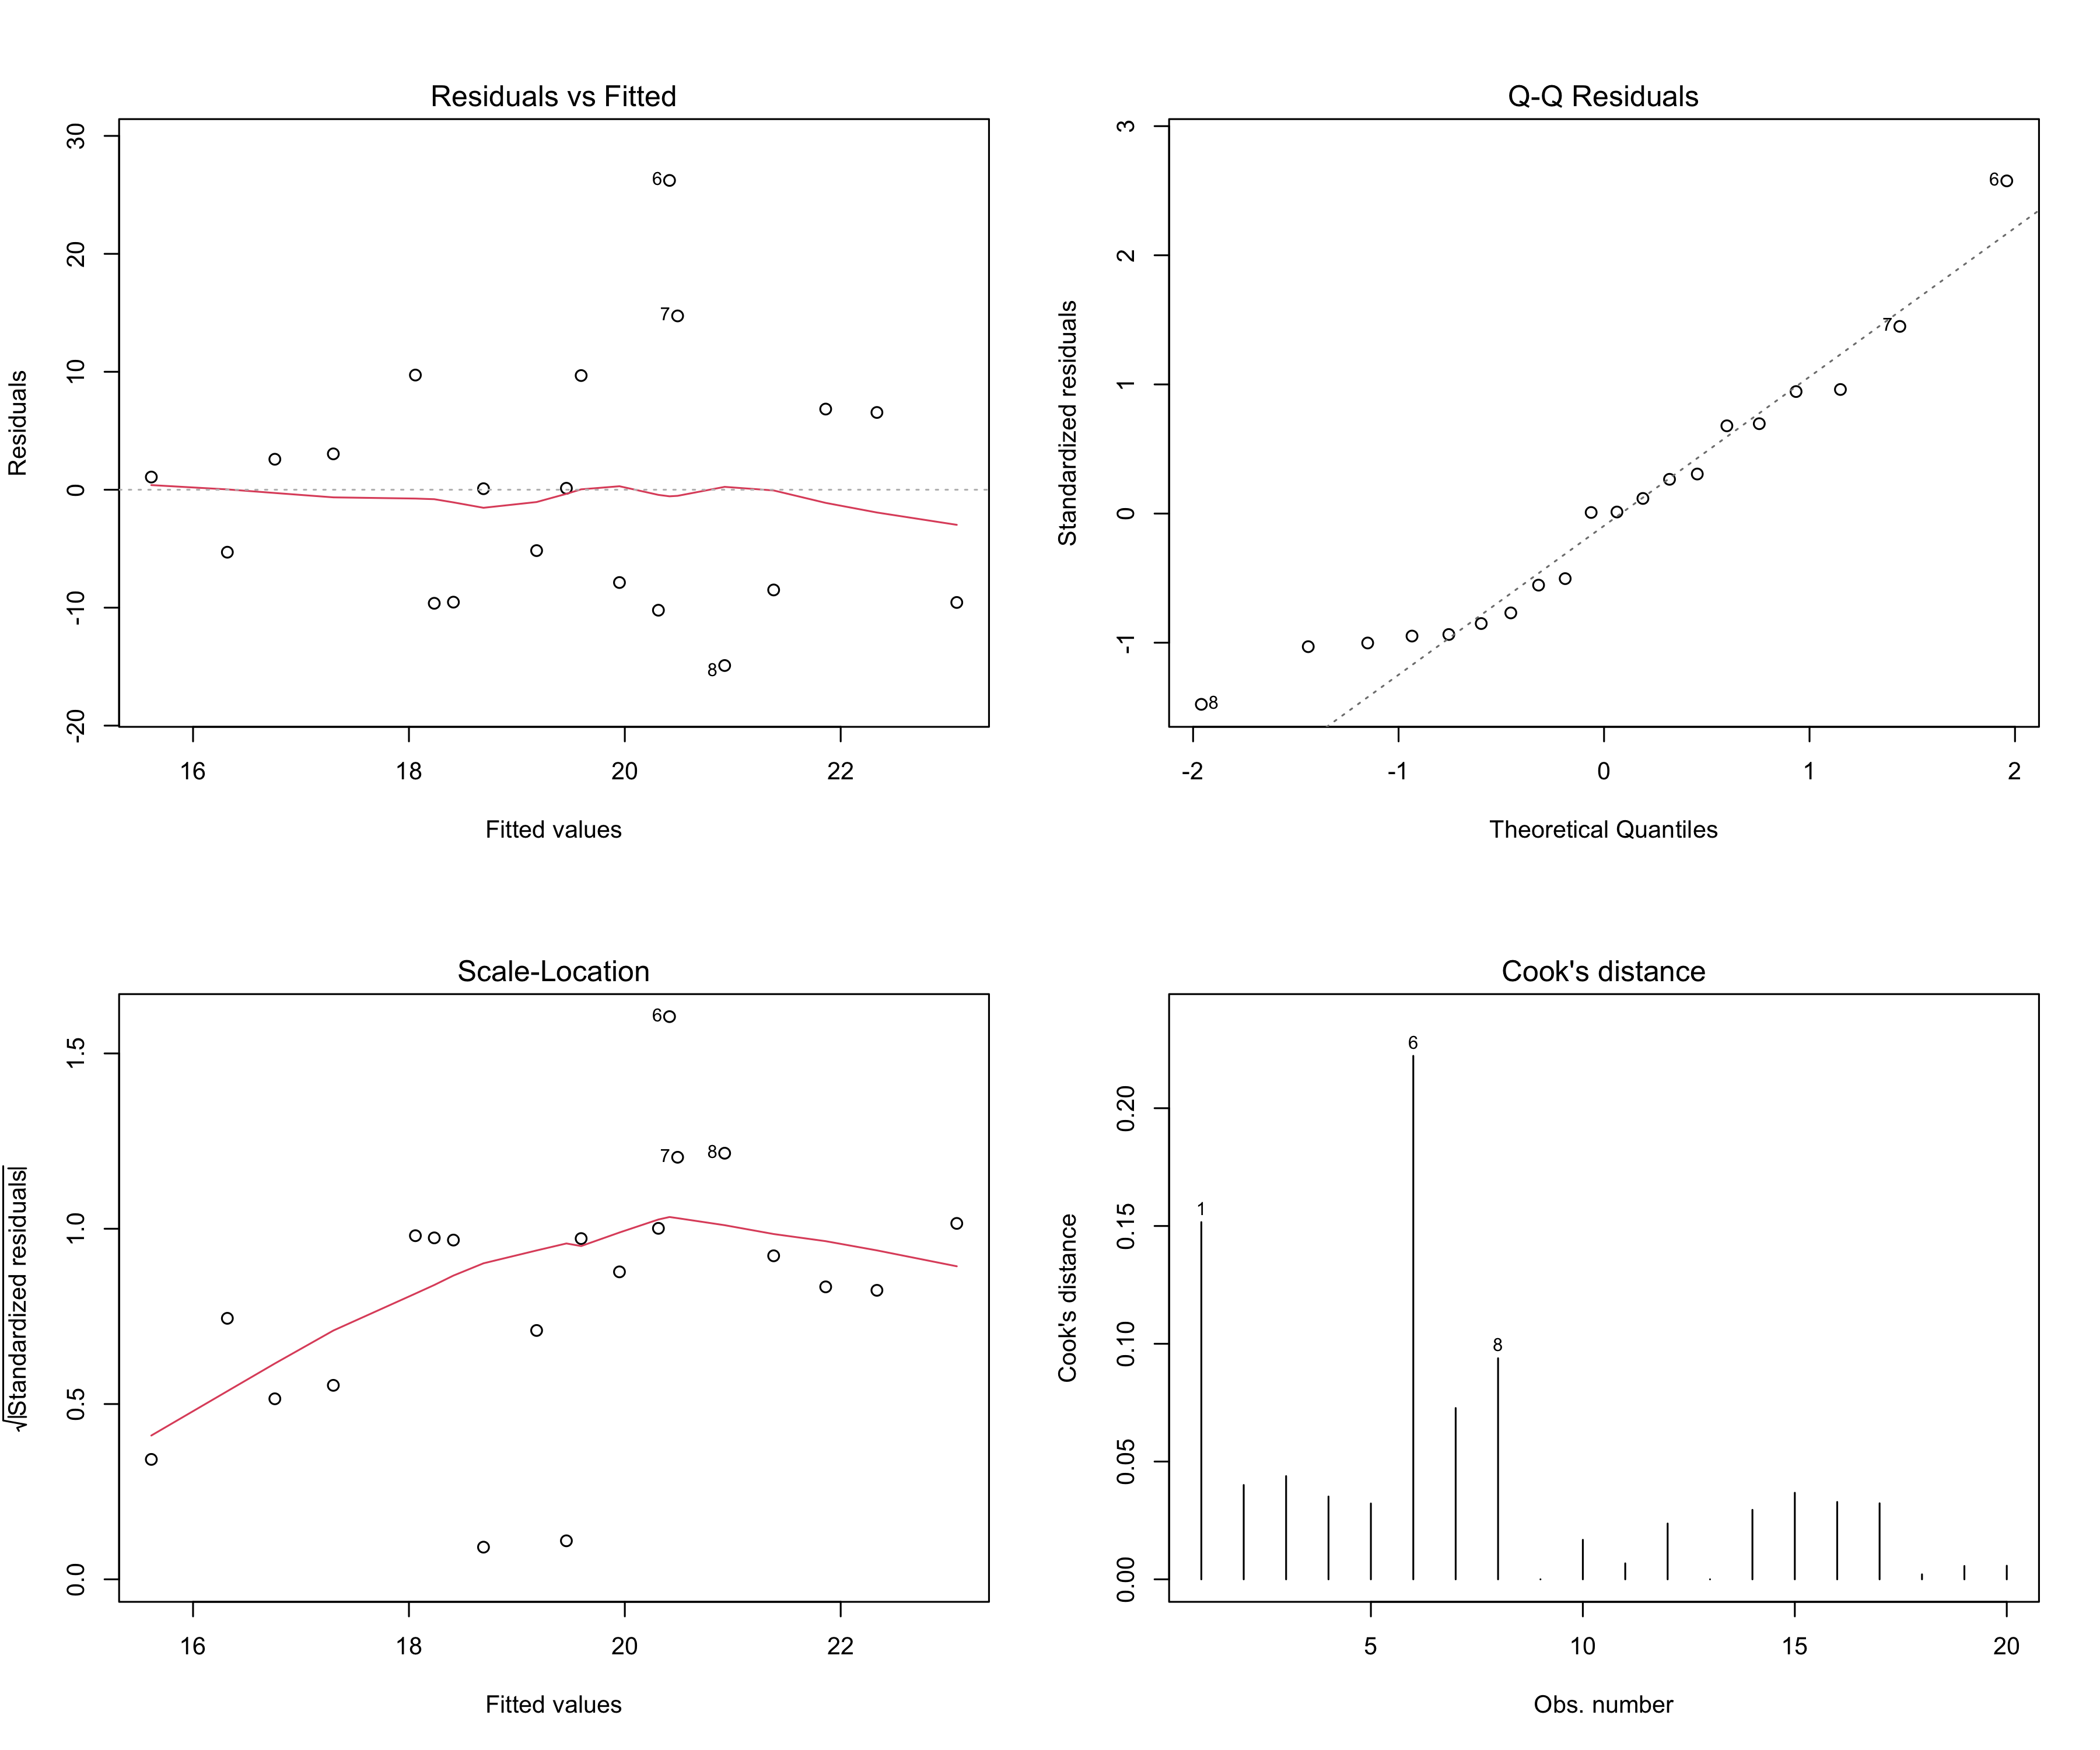 Residuals vs Fitted
Residuals
30
20
10
0
-10
-20
6
7
8
16 18 20 22
Fitted values
Q-Q Residuals
Standardized residuals
3
2
1
0
-1
6
7
8
-2 -1 0 1 2
Theoretical Quantiles
Scale-Location
√|Standardized residuals|
1.5
1.0
0.5
0.0
6
7
8
16 18 20 22
Fitted values
Cook's distance
Cook's distance
0.20
0.15
0.10
0.05
0.00
1
6
8
5 10 15 20
Obs. number